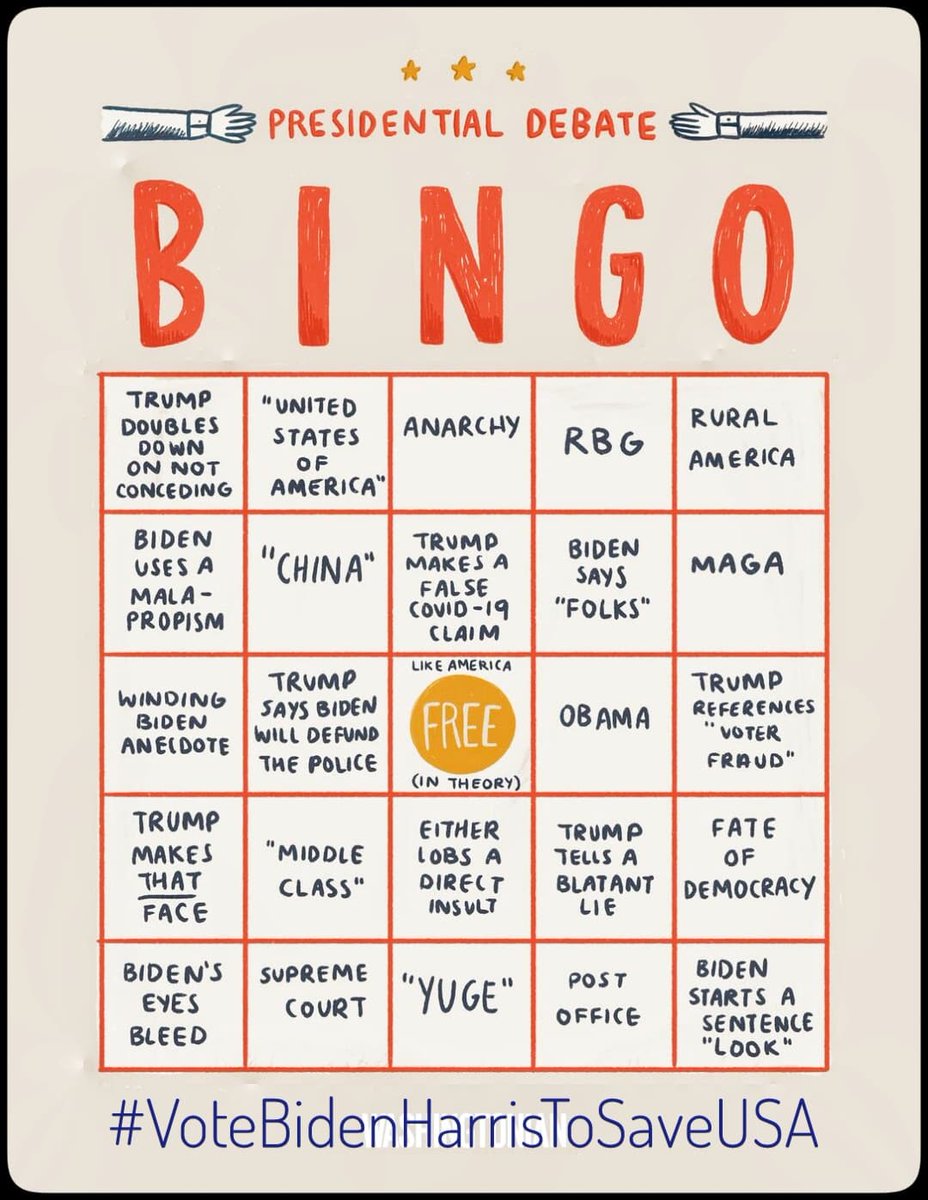 PRESIDENTIAL DEBATE
BINGO
TRUMP
DOUBLES
DOWN
ON NOT
CONCEDING
"UNITED
STATES
OF
AMERICA"
ANARCHY
RBG
RURAL
AMERICA
BIDEN
USES A
MALA-
PROPISM
"CHINA"
TRUMP
MAKES A
FALSE
COVID-19
CLAIM
BIDEN
SAYS
"FOLKS"
MAGA
WINDING
BIDEN
ANECDOTE
TRUMP
SAYS BIDEN
WILL DEFUND
THE POLICE
LIKE AMERICA
FREE
(IN THEORY)
OBAMA
TRUMP
REFERENCES
"VOTER
FRAUD"
TRUMP
MAKES
THAT
FACE
"MIDDLE
CLASS"
EITHER
LOBS A
DIRECT
INSULT
TRUMP
TELLS A
BLATANT
LIE
FATE
OF
DEMOCRACY
BIDEN'S
EYES
BLEED
SUPREME
COURT
"YUGE"
POST
OFFICE
BIDEN
STARTS A
SENTENCE
"LOOK"
#VoteBidenHarrisToSaveUSA
WASHINGTONIAN